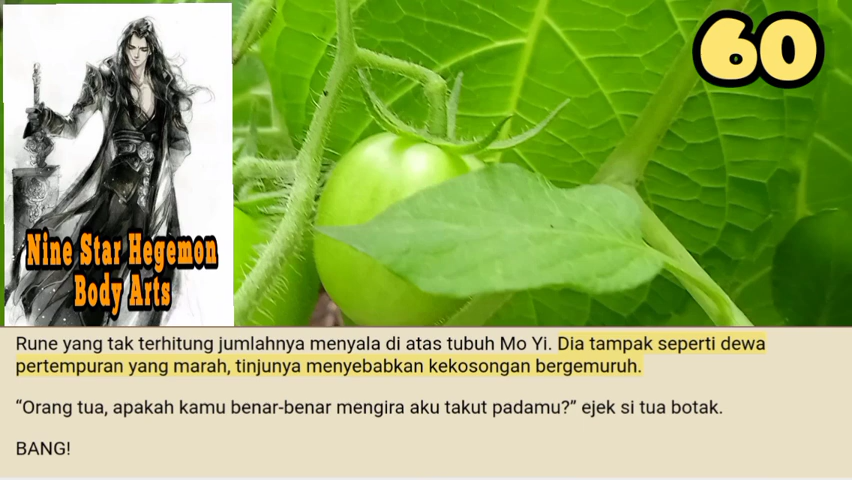 60
Nine Star Hegemon
Body Arts
Rune yang tak terhitung jumlahnya menyala di atas tubuh Mo Yi. Dia tampak seperti dewa
pertempuran yang marah, tinjunya menyebabkan kekosongan bergemuruh.
“Orang tua, apakah kamu benar-benar mengira aku takut padamu?” ejek si tua botak.
BANG!